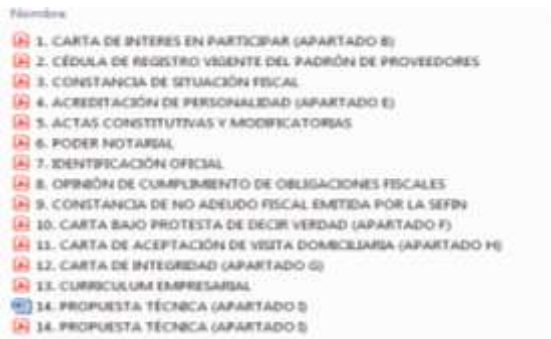 Nombre
1. CARTA DE INTERES EN PARTICIPAR (APARTADO B)
2. CÉDULA DE REGISTRO VIGENTE DEL PADRÓN DE PROVEEDORES
3. CONSTANCIA DE SITUACIÓN FISCAL
4. ACREDITACIÓN DE PERSONALIDAD (APARTADO E)
5. ACTAS CONSTITUTIVAS Y MODIFICATORIAS
6. PODER NOTARIAL
7. IDENTIFICACIÓN OFICIAL
8. OPINIÓN DE CUMPLIMIENTO DE OBLIGACIONES FISCALES
9. CONSTANCIA DE NO ADEUDO FISCAL EMITIDA POR LA SEFIN
10. CARTA BAJO PROTESTA DE DECIR VERDAD (APARTADO F)
11. CARTA DE ACEPTACIÓN DE VISITA DOMICILIARIA (APARTADO H)
12. CARTA DE INTEGRIDAD (APARTADO G)
13. CURRICULUM EMPRESARIAL
14. PROPUESTA TÉCNICA (APARTADO I)
14. PROPUESTA TÉCNICA (APARTADO I)